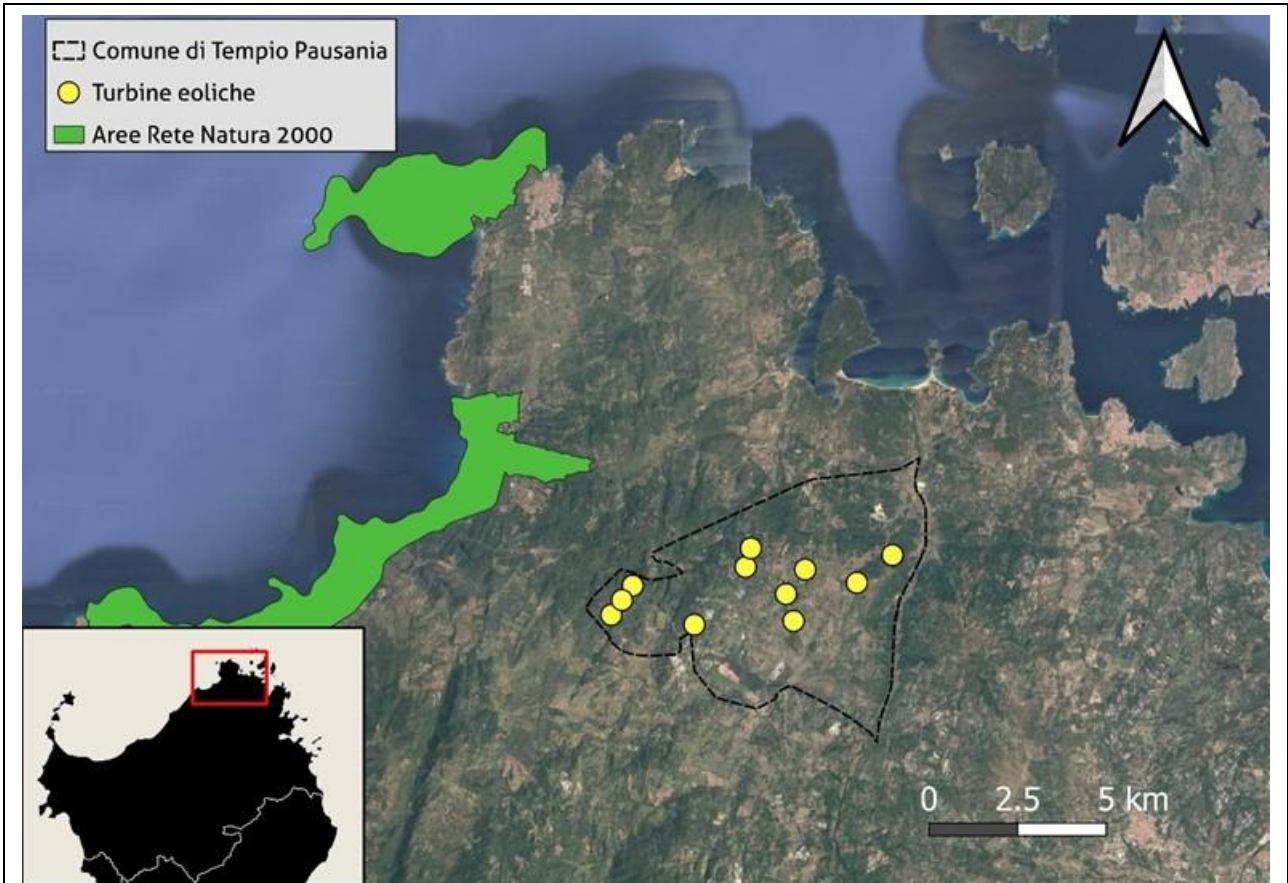 Comune di Tempio Pausania
Turbine eoliche
Aree Rete Natura 2000
0 2.5 5 km